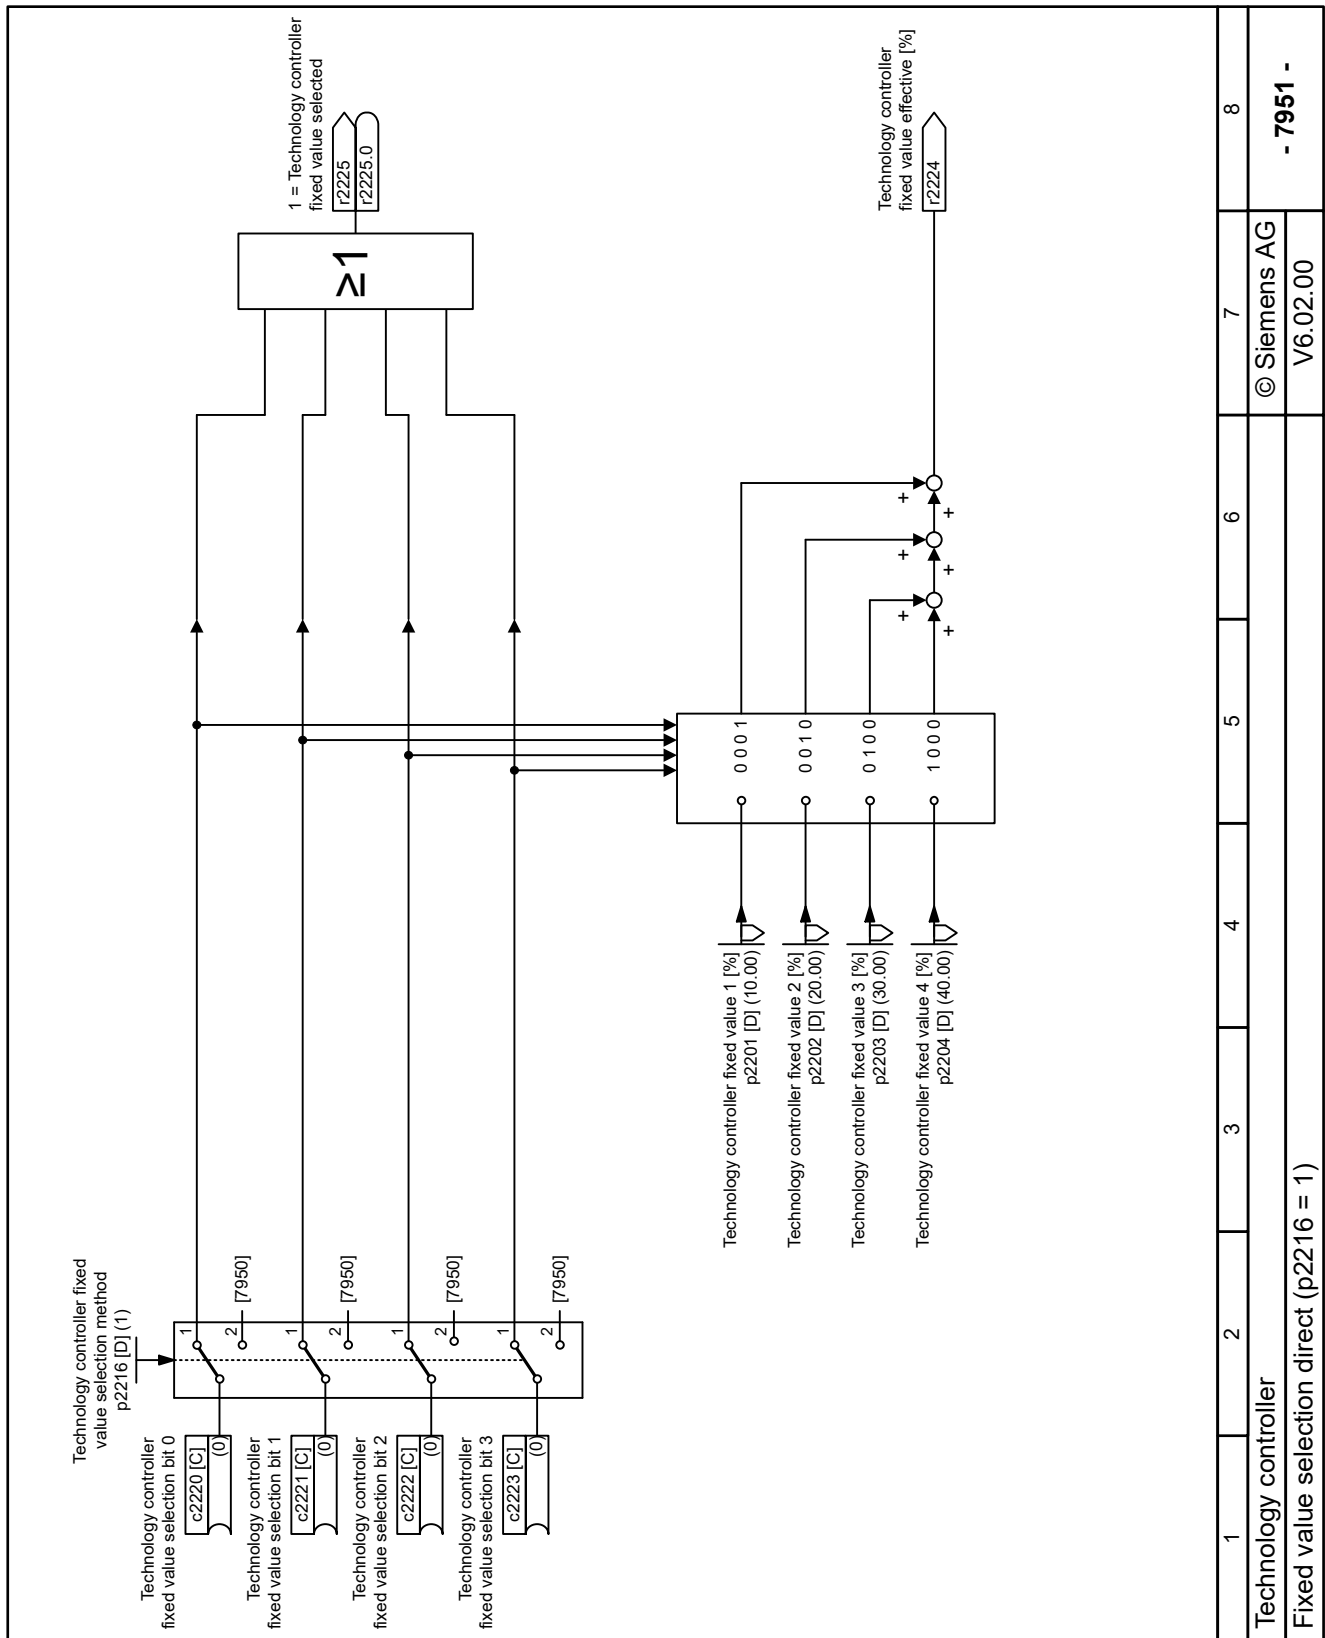 Technology controller fixed
value selection method
p2216 [D] (1)
Technology controller
fixed value selection bit 0
c2220 [C]
(0)
1
2
[7950]
Technology controller
fixed value selection bit 1
c2221 [C]
(0)
1
2
[7950]
Technology controller
fixed value selection bit 2
c2222 [C]
(0)
1
2
[7950]
Technology controller
fixed value selection bit 3
c2223 [C]
(0)
1
2
[7950]
≥1
1 = Technology controller
fixed value selected
r2225
r2225.0
Technology controller fixed value 1 [%]
p2201 [D] (10.00)
0 0 0 1
Technology controller fixed value 2 [%]
p2202 [D] (20.00)
0 0 1 0
Technology controller fixed value 3 [%]
p2203 [D] (30.00)
0 1 0 0
Technology controller fixed value 4 [%]
p2204 [D] (40.00)
1 0 0 0
+
+
+
+
+
+
Technology controller
fixed value effective [%]
r2224
1 2 3 4 5 6 7 8
Technology controller
© Siemens AG
- 7951 -
Fixed value selection direct (p2216 = 1)
V6.02.00